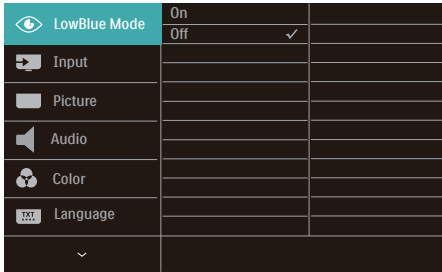 LowBlue Mode
On
Off
Input
Picture
Audio
Color
TXT
Language